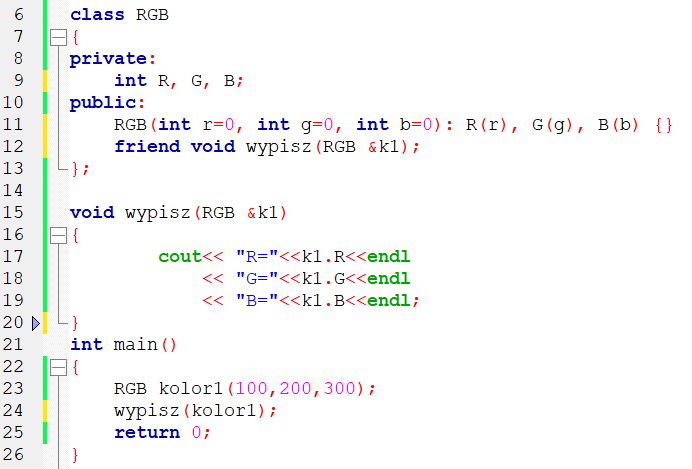 6 class RGB
7 {
8 private:
9     int R, G, B;
10 public:
11     RGB(int r=0, int g=0, int b=0): R(r), G(g), B(b) {}
12     friend void wypisz(RGB &k1);
13 };
14
15 void wypisz(RGB &k1)
16 {
17         cout<< "R="<<k1.R<<endl
18             << "G="<<k1.G<<endl
19             << "B="<<k1.B<<endl;
20 }
21 int main()
22 {
23     RGB kolor1(100,200,300);
24     wypisz(kolor1);
25     return 0;
26 }